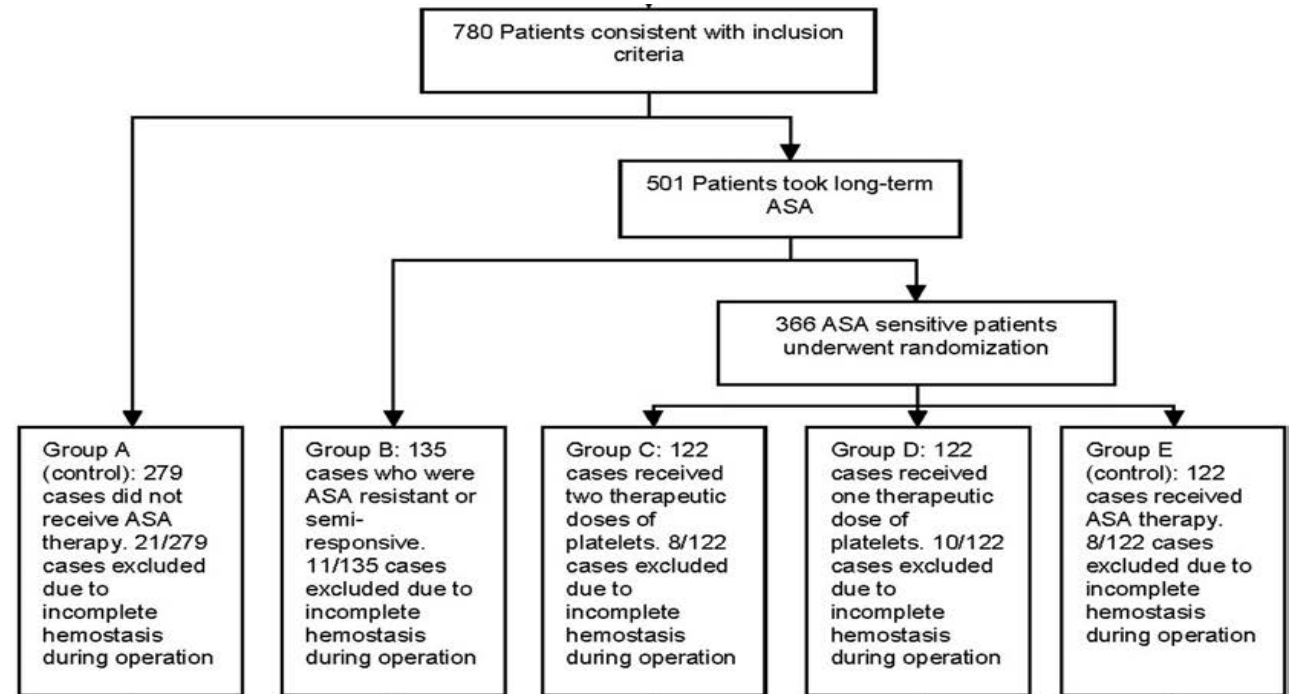 780 Patients consistent with inclusion
criteria
501 Patients took long-term
ASA
366 ASA sensitive patients
underwent randomization
Group A
(control): 279
cases did not
receive ASA
therapy. 21/279
cases excluded
due to
incomplete
hemostasis
during operation
Group B: 135
cases who were
ASA resistant or
semi-
responsive.
11/135 cases
excluded due to
incomplete
hemostasis
during operation
Group C: 122
cases received
two therapeutic
doses of
platelets. 8/122
cases excluded
due to
incomplete
hemostasis
during operation
Group D: 122
cases received
one therapeutic
dose of
platelets. 10/122
cases excluded
due to
incomplete
hemostasis
during operation
Group E
(control): 122
cases received
ASA therapy.
8/122 cases
excluded due to
incomplete
hemostasis
during operation